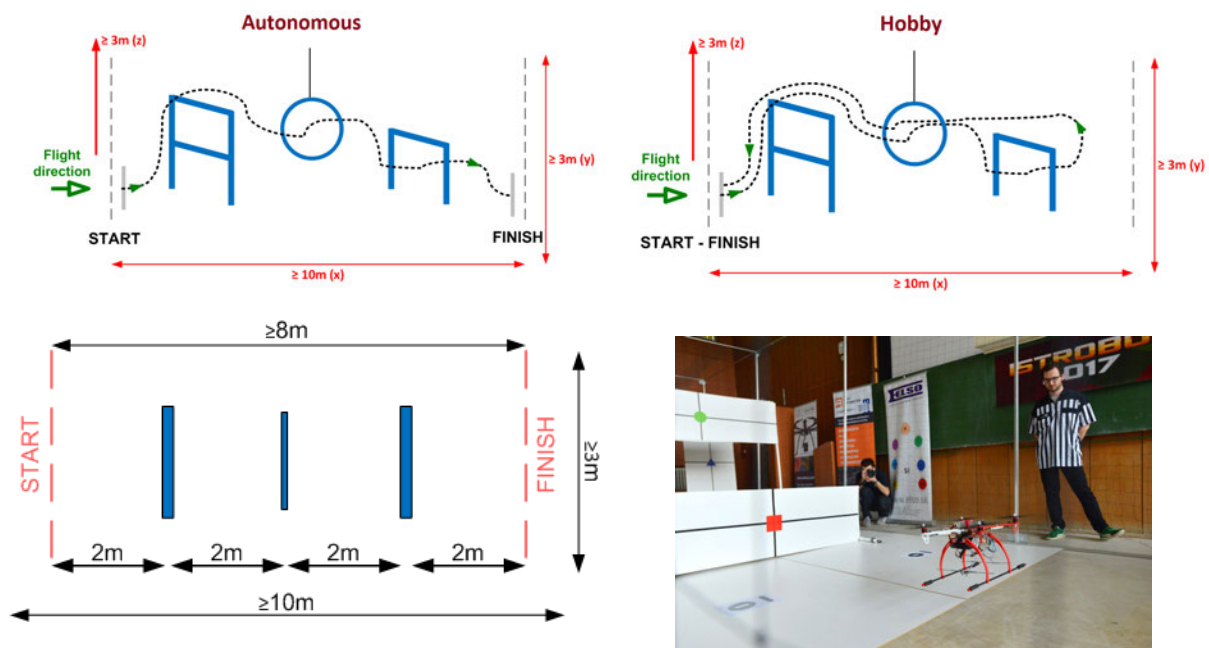 Autonomous
≥ 3m (z)
Flight
direction
START
FINISH
≥ 3m (y)
≥ 10m (x)
Hobby
≥ 3m (z)
Flight
direction
START - FINISH
≥ 3m (y)
≥ 10m (x)
≥8m
START
FINISH
≥3m
2m 2m 2m 2m
≥10m
ISTROBO
2017
ELSO